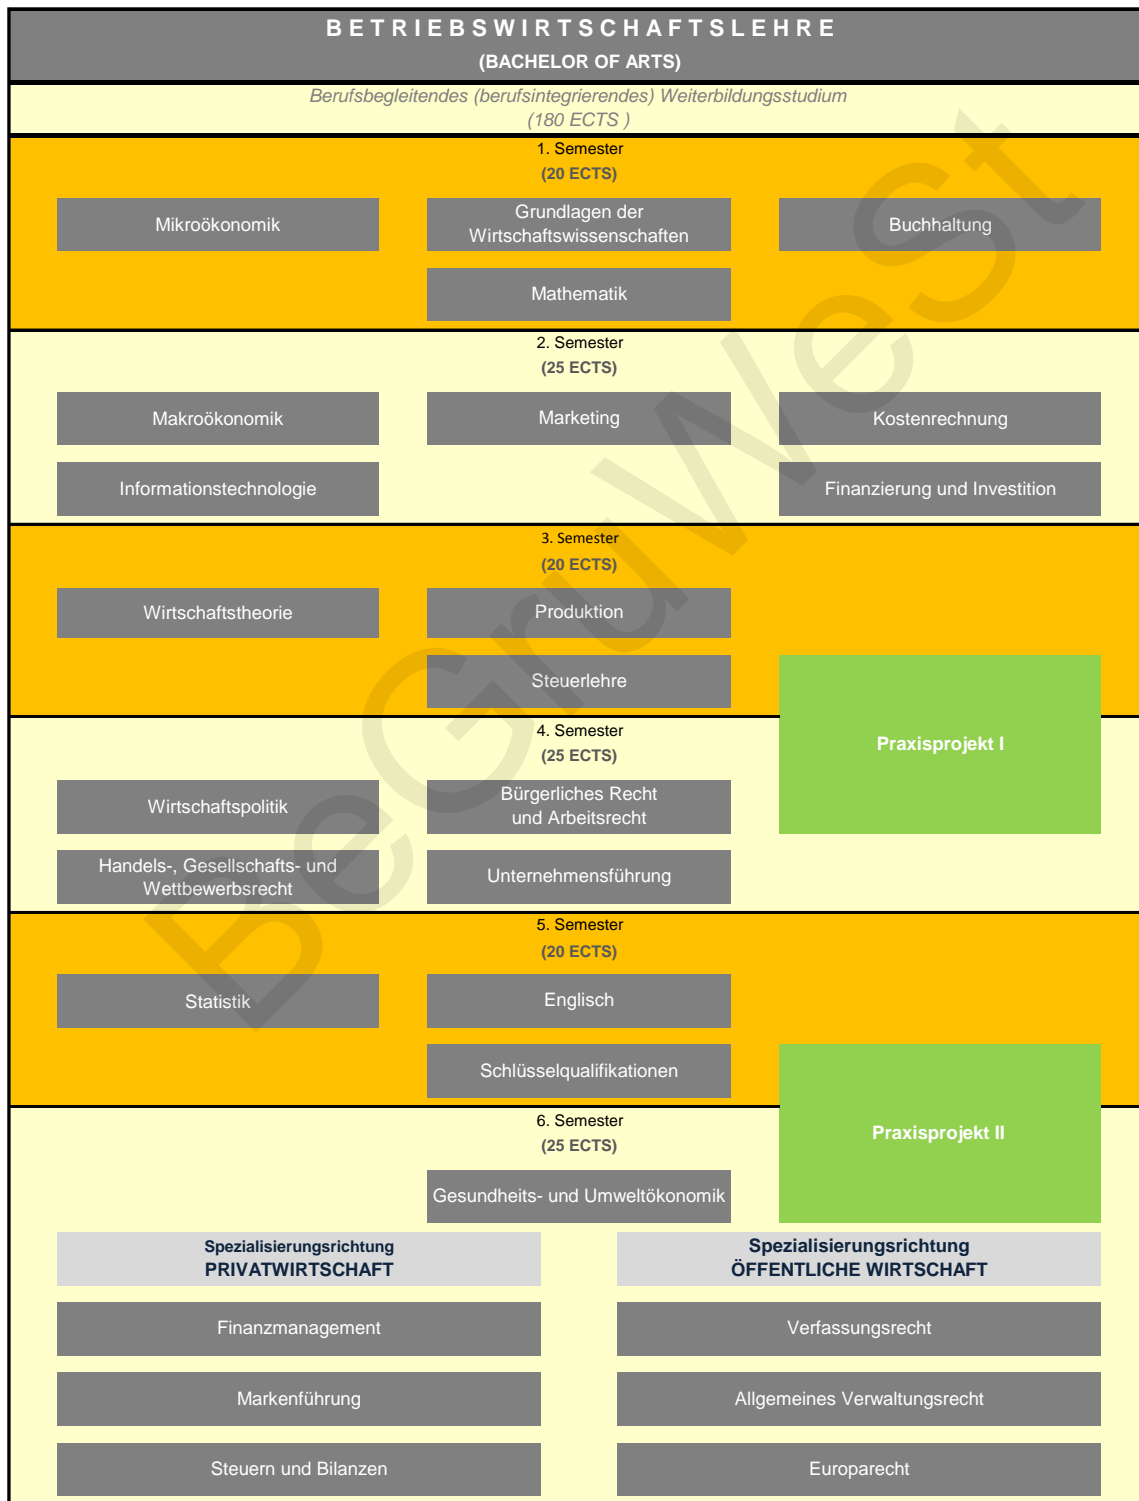 BETRIEBSWIRTSCHAFTSLEHRE
(BACHELOR OF ARTS)
Berufsbegleitendes (berufsintegrierendes) Weiterbildungsstudium
(180 ECTS )
1. Semester
(20 ECTS)
Mikroökonomik
Grundlagen der
Wirtschaftswissenschaften
Buchhaltung
Mathematik
2. Semester
(25 ECTS)
Makroökonomik
Marketing
Kostenrechnung
Informationstechnologie
Finanzierung und Investition
3. Semester
(20 ECTS)
Wirtschaftstheorie
Produktion
Steuerlehre
Praxisprojekt I
4. Semester
(25 ECTS)
Wirtschaftspolitik
Bürgerliches Recht
und Arbeitsrecht
Handels-, Gesellschafts- und
Wettbewerbsrecht
Unternehmensführung
5. Semester
(20 ECTS)
Statistik
Englisch
Schlüsselqualifikationen
Praxisprojekt II
6. Semester
(25 ECTS)
Gesundheits- und Umweltökonomik
Spezialisierungsrichtung
PRIVATWIRTSCHAFT
Spezialisierungsrichtung
ÖFFENTLICHE WIRTSCHAFT
Finanzmanagement
Verfassungsrecht
Markenführung
Allgemeines Verwaltungsrecht
Steuern und Bilanzen
Europarecht
BeGruWeSt